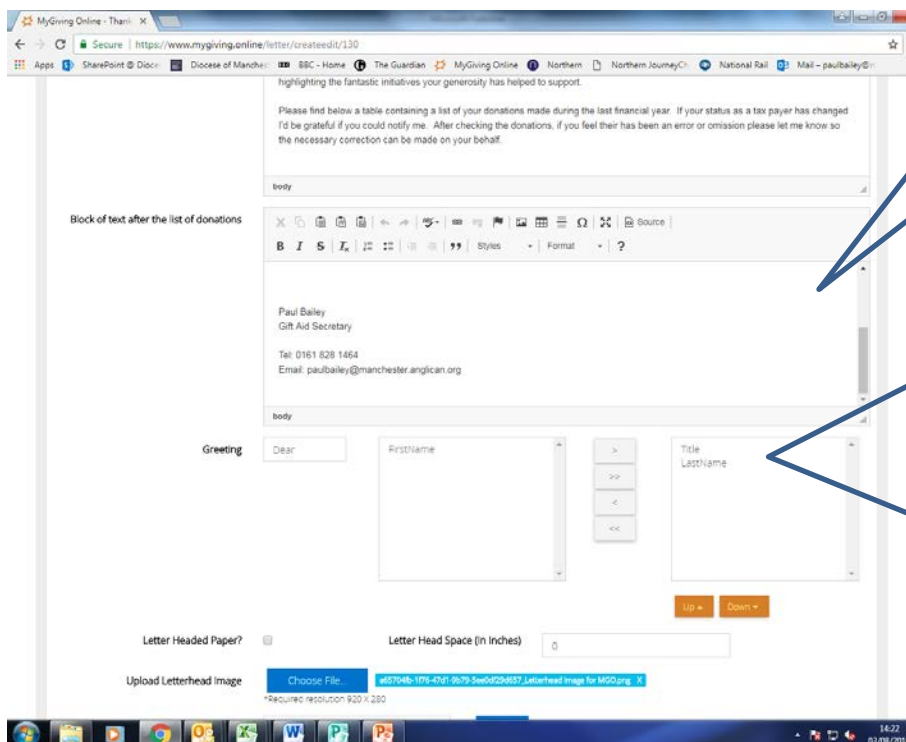 MyGiving Online - Thank
Secure | https://www.mygiving.online/letter/createedit/130
Apps SharePoint @ Dioce Diocese of Manches BBC - Home The Guardian MyGiving Online Northern Northern JourneyCh National Rail Mail – paulbailey@m
highlighting the fantastic initiatives your generosity has helped to support.
Please find below a table containing a list of your donations made during the last financial year. If your status as a tax payer has changed
I'd be grateful if you could notify me. After checking the donations, if you feel their has been an error or omission please let me know so
the necessary correction can be made on your behalf.
body
Block of text after the list of donations
Source
B I S Ix Styles Format ?
Paul Bailey
Gift Aid Secretary
Tel: 0161 828 1464
Email: paulbailey@manchester.anglican.org
body
Greeting Dear FirstName > Title
LastName
>>
<
<<
Up Down
Letter Headed Paper? Letter Head Space (In Inches) 0
Upload Letterhead Image Choose File... Letterhead Image for MGO.png X
*Required resolution 920 X 280
14:22